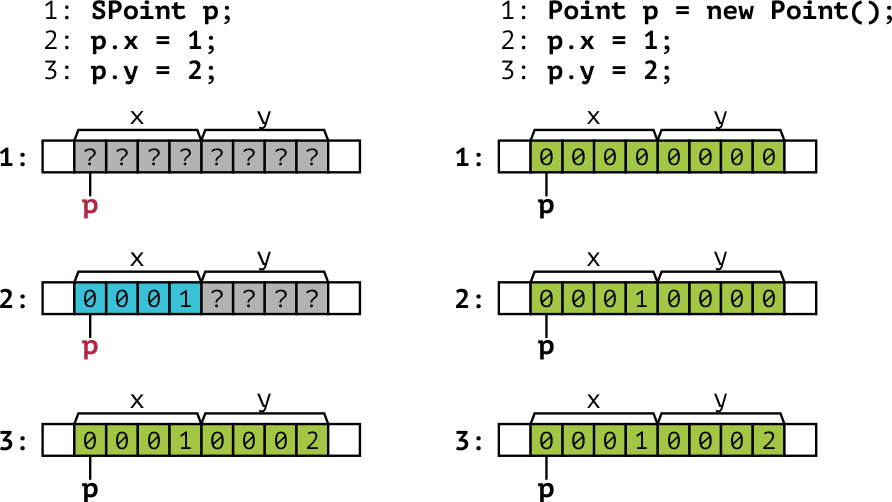 1: SPoint p;
2: p.x = 1;
3: p.y = 2;
x y
1: ? ? ? ? ? ? ? ?
p
x y
2: 0 0 0 1 ? ? ? ?
p
x y
3: 0 0 0 1 0 0 0 2
p
1: Point p = new Point();
2: p.x = 1;
3: p.y = 2;
x y
1: 0 0 0 0 0 0 0 0
p
x y
2: 0 0 0 1 0 0 0 0
p
x y
3: 0 0 0 1 0 0 0 2
p